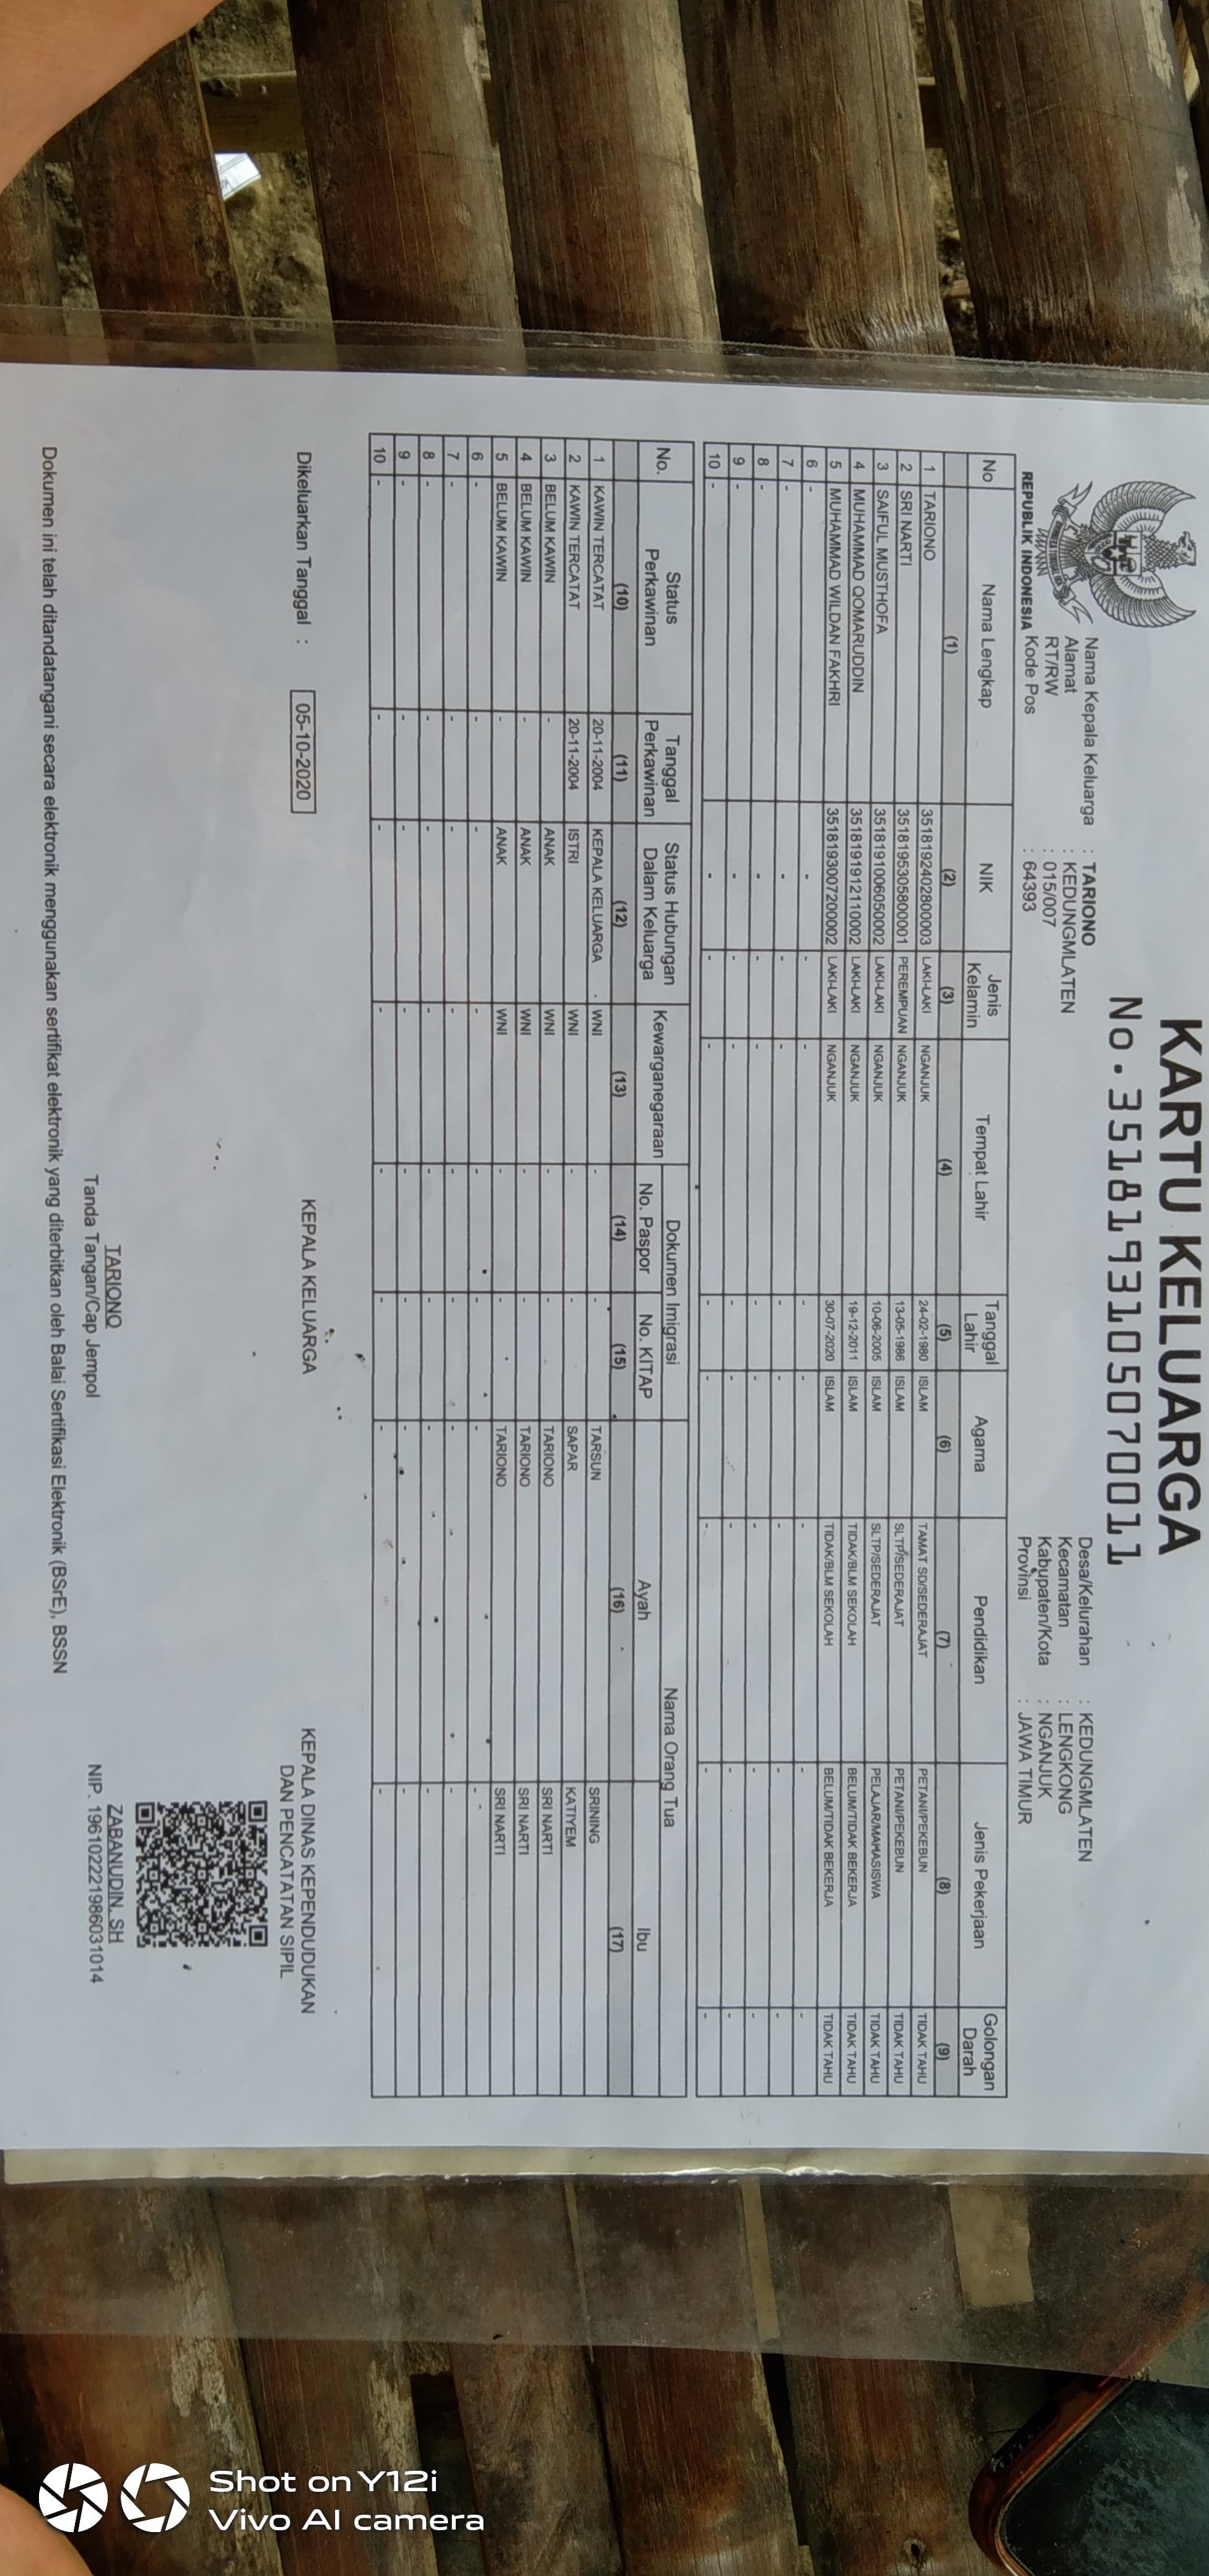 KARTU KELUARGA
No. 3518193105070011
REPUBLIK INDONESIA
Nama Kepala Keluarga : TARIONO
Alamat : KEDUNGMLATEN
RT/RW : 015/007
Kode Pos : 64393
Desa/Kelurahan : KEDUNGMLATEN
Kecamatan : LENGKONG
Kabupaten/Kota : NGANJUK
Provinsi : JAWA TIMUR
No Nama Lengkap NIK Jenis Kelamin Tempat Lahir Tanggal Lahir Agama Pendidikan Jenis Pekerjaan Golongan Darah
(1) (2) (3) (4) (5) (6) (7) (8) (9)
1 TARIONO 3518192402800003 LAKI-LAKI NGANJUK 24-02-1980 ISLAM TAMAT SD/SEDERAJAT PETANI/PEKEBUN TIDAK TAHU
2 SRI NARTI 3518195305800001 PEREMPUAN NGANJUK 13-05-1986 ISLAM SLTP/SEDERAJAT PETANI/PEKEBUN TIDAK TAHU
3 SAIFUL MUSTHOFA 3518191006050002 LAKI-LAKI NGANJUK 10-06-2005 ISLAM SLTP/SEDERAJAT PELAJAR/MAHASISWA TIDAK TAHU
4 MUHAMMAD QOMARUDDIN 3518191912110002 LAKI-LAKI NGANJUK 19-12-2011 ISLAM TIDAK/BLM SEKOLAH BELUM/TIDAK BEKERJA TIDAK TAHU
5 MUHAMMAD WILDAN FAKHRI 3518193007200002 LAKI-LAKI NGANJUK 30-07-2020 ISLAM TIDAK/BLM SEKOLAH BELUM/TIDAK BEKERJA TIDAK TAHU
6 - - - - - - - - -
7 - - - - - - - - -
8 - - - - - - - - -
9 - - - - - - - - -
10 - - - - - - - - -
No. Status Perkawinan Tanggal Perkawinan Status Hubungan Dalam Keluarga Kewarganegaraan Dokumen Imigrasi Nama Orang Tua
No. Paspor No. KITAP Ayah Ibu
(10) (11) (12) (13) (14) (15) (16) (17)
1 KAWIN TERCATAT 20-11-2004 KEPALA KELUARGA WNI - - TARSUN SRINING
2 KAWIN TERCATAT 20-11-2004 ISTRI WNI - - SAPAR KATIYEM
3 BELUM KAWIN - ANAK WNI - - TARIONO SRI NARTI
4 BELUM KAWIN - ANAK WNI - - TARIONO SRI NARTI
5 BELUM KAWIN - ANAK WNI - - TARIONO SRI NARTI
6 - - - - - - - -
7 - - - - - - - -
8 - - - - - - - -
9 - - - - - - - -
10 - - - - - - - -
Dikeluarkan Tanggal : 05-10-2020
KEPALA KELUARGA
TARIONO
Tanda Tangan/Cap Jempol
KEPALA DINAS KEPENDUDUKAN
DAN PENCATATAN SIPIL
ZABANUDIN, SH
NIP. 196102221986031014
Dokumen ini telah ditandatangani secara elektronik menggunakan sertifikat elektronik yang diterbitkan oleh Balai Sertifikasi Elektronik (BSrE), BSSN
Shot on Y12i
Vivo AI camera